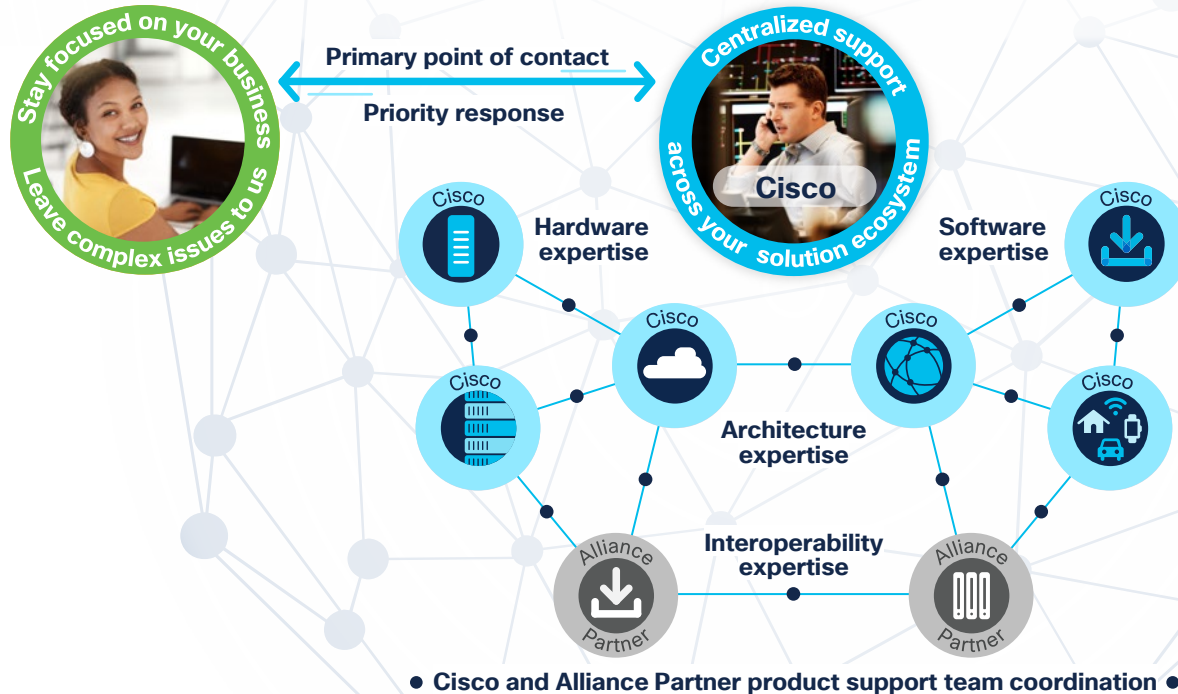 Stay focused on your business
Leave complex issues to us
Primary point of contact
Priority response
Centralized support
across your solution ecosystem
Cisco
Cisco
Hardware
expertise
Software
expertise
Cisco
Cisco
Cisco
Cisco
Cisco
Architecture
expertise
Interoperability
expertise
Alliance
Partner
Alliance
Partner
• Cisco and Alliance Partner product support team coordination •